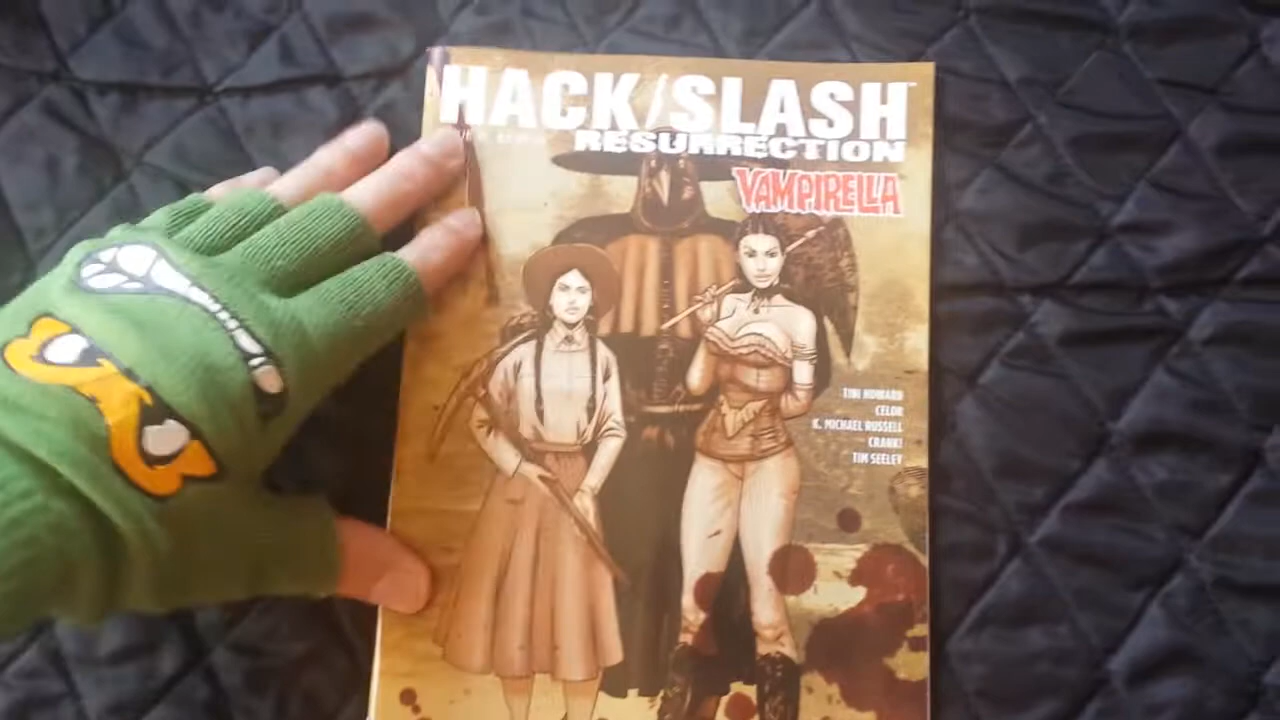 HACK/SLASH
RESURRECTION
VAMPIRELLA
TINI HOWARD
CELOR
K. MICHAEL RUSSELL
CRANK!
TIM SEELEY